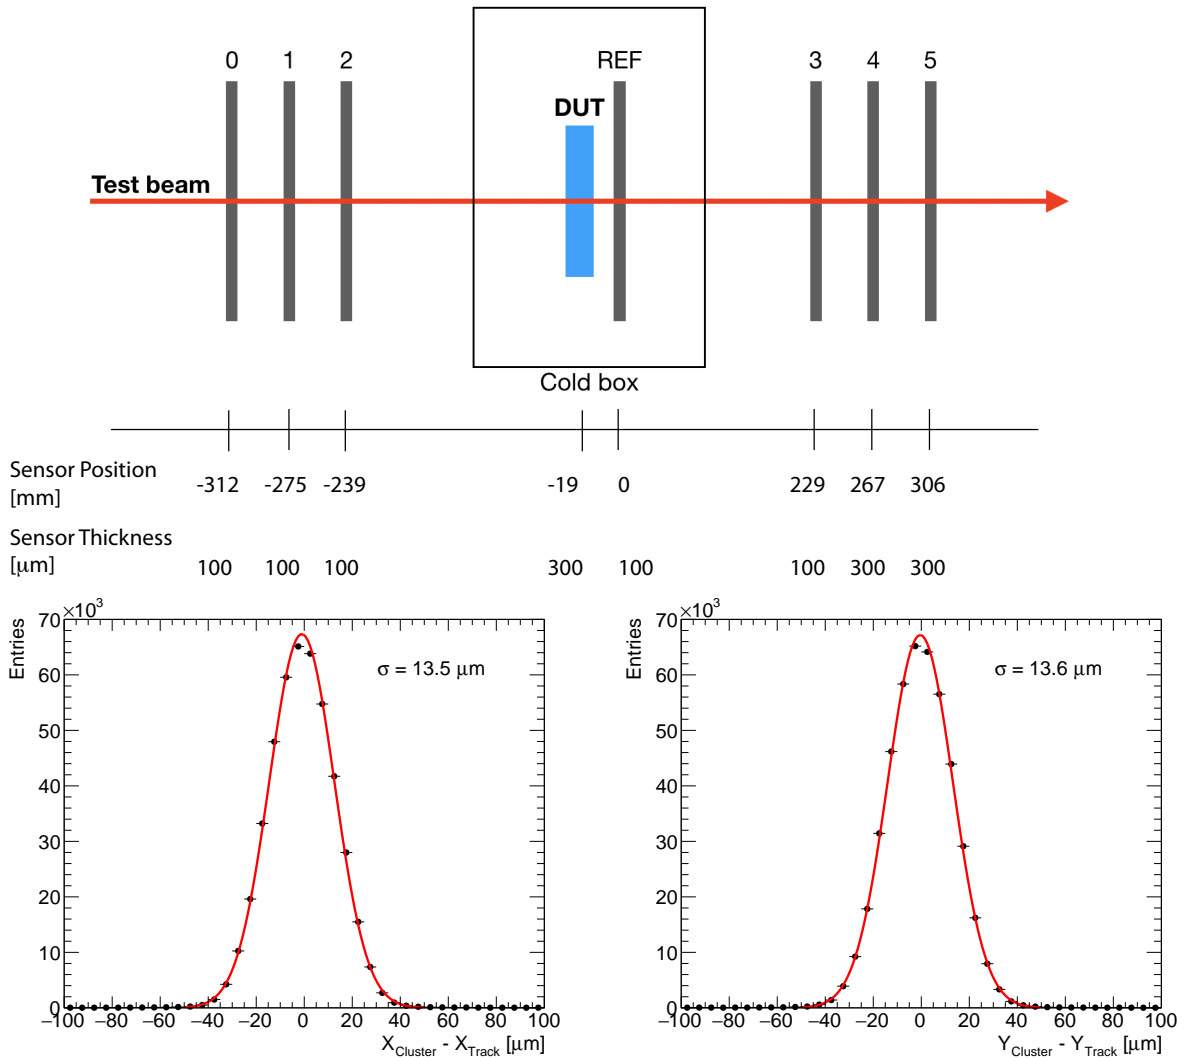 0 1 2 REF 3 4 5
DUT
Test beam
Cold box
Sensor Position
[mm]
-312 -275 -239 -19 0 229 267 306
Sensor Thickness
[μm]
100 100 100 300 100 100 300 300
×10³
Entries
70
60
50
40
30
20
10
0
σ = 13.5 μm
−100 −80 −60 −40 −20 0 20 40 60 80 100
X_Cluster - X_Track [μm]
Entries
70
60
50
40
30
20
10
0
×10³
σ = 13.6 μm
−100 −80 −60 −40 −20 0 20 40 60 80 100
Y_Cluster - Y_Track [μm]